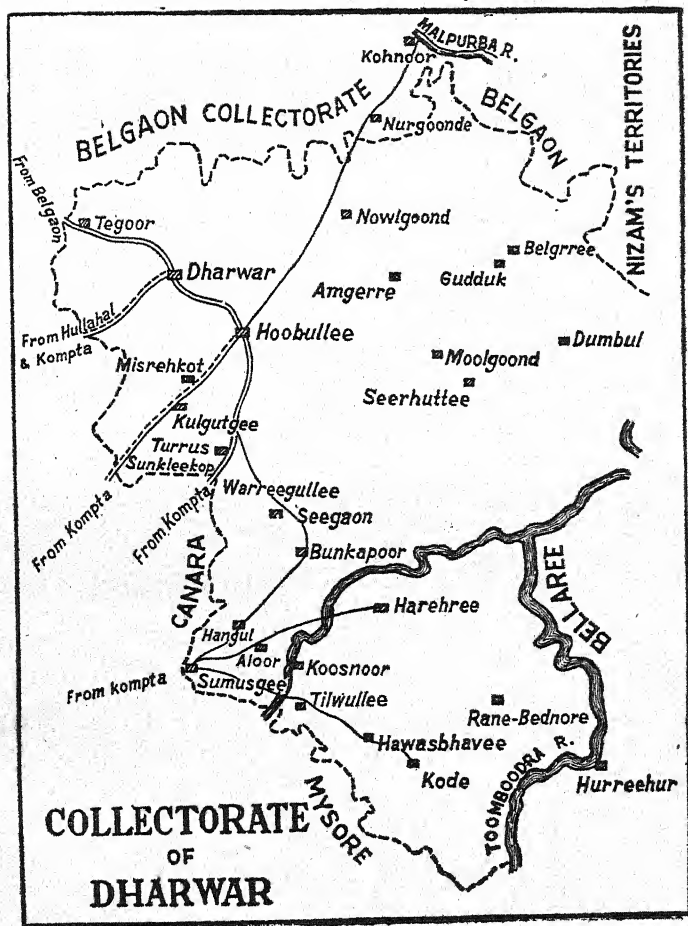 MALPURBA R.
Kohnoor
BELGAON COLLECTORATE
BELGAON
NIZAM'S TERRITORIES
Nurgoonde
From Belgaon
Tegoor
Nowlgoond
Belgrree
Gudduk
Dharwar
Amgerre
From Hullahal
& Kompta
Hoobullee
Dumbul
Misrehkot
Moolgoond
Seerhuttee
Kulgutgee
Turrus
Sunkleekop
From Kompta
From Kompta
Warreegullee
Seegaon
Bunkapoor
CANARA
BELLAREE
Harehree
Hangul
Aloor
Koosnoor
From kompta
Sumusgee
Tilwullee
Rane-Bednore
Hawasbhavee
Kode
TOOMBOODRA R.
Hurreehur
MYSORE
COLLECTORATE
OF
DHARWAR